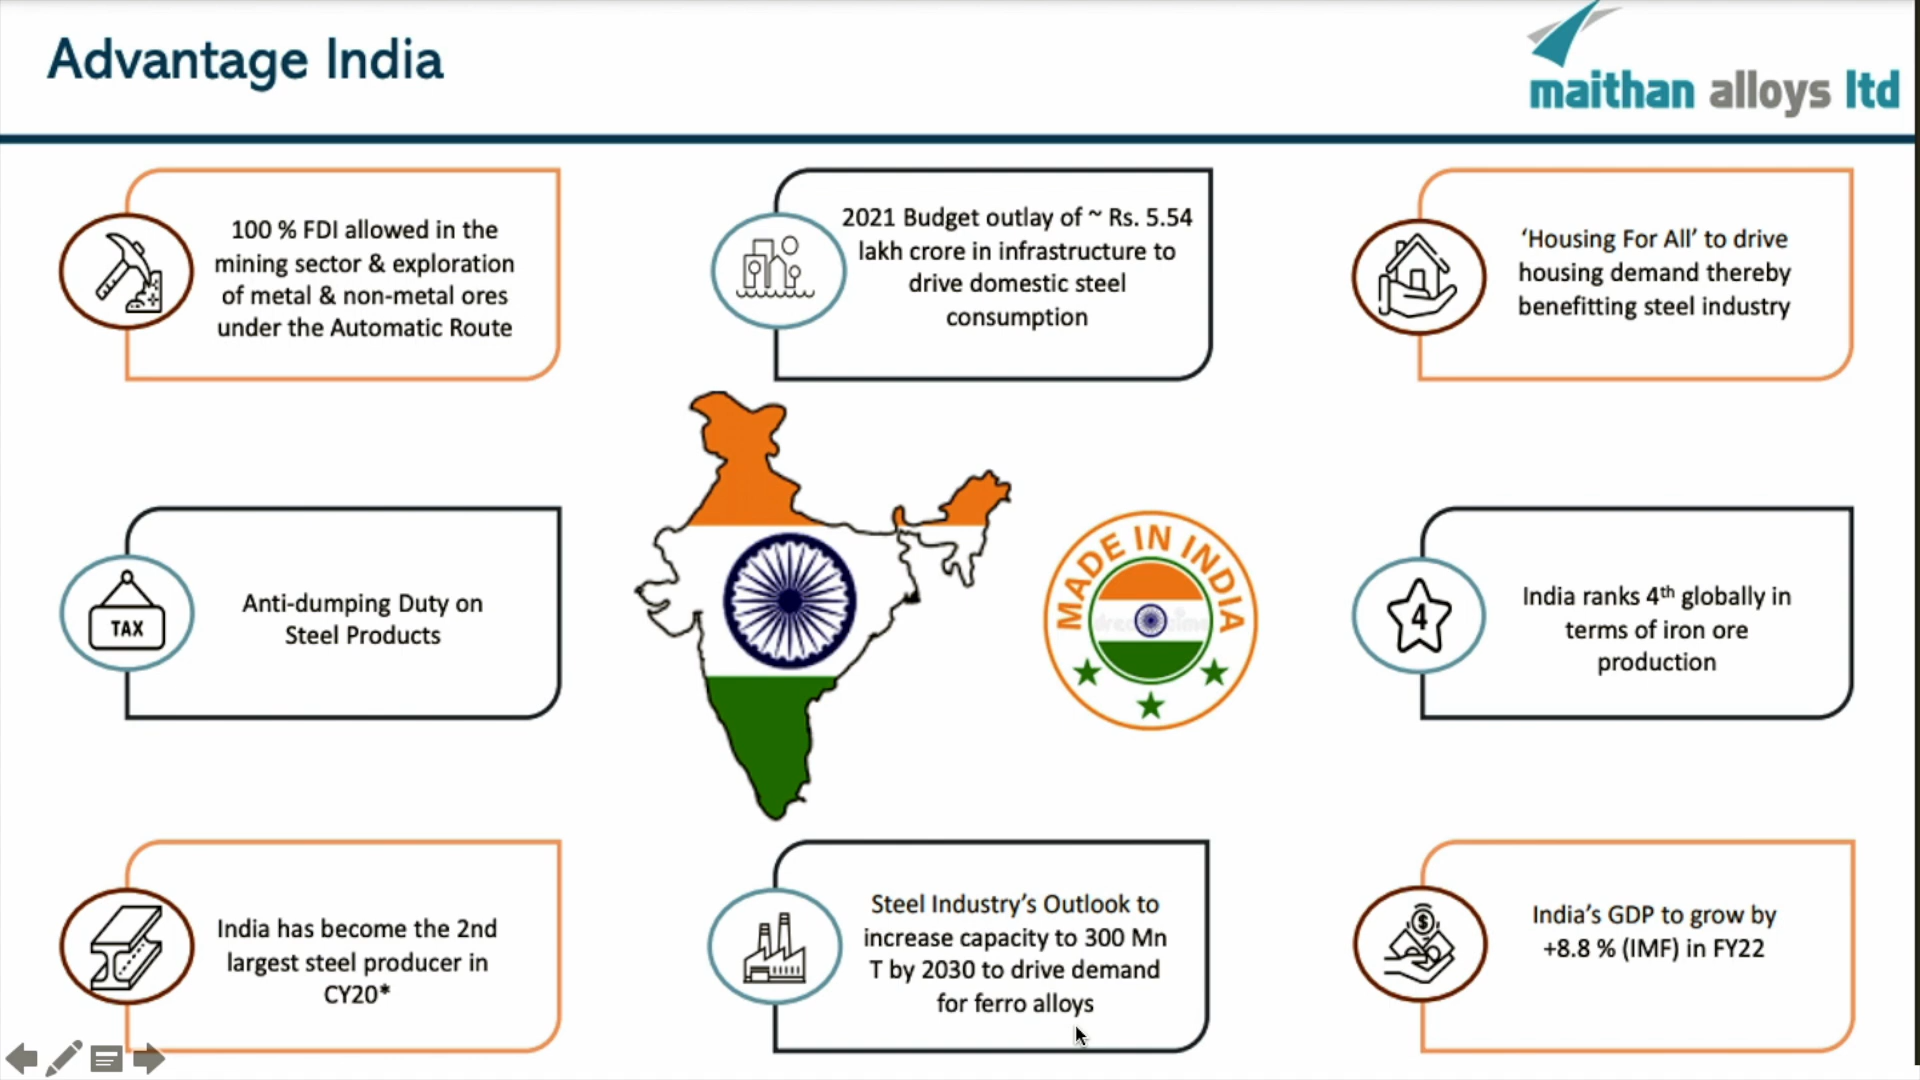 Advantage India
maithan alloys ltd
100 % FDI allowed in the
mining sector & exploration
of metal & non-metal ores
under the Automatic Route
2021 Budget outlay of ~ Rs. 5.54
lakh crore in infrastructure to
drive domestic steel
consumption
‘Housing For All’ to drive
housing demand thereby
benefitting steel industry
TAX
Anti-dumping Duty on
Steel Products
MADE IN INDIA
4
India ranks 4th globally in
terms of iron ore
production
India has become the 2nd
largest steel producer in
CY20*
Steel Industry’s Outlook to
increase capacity to 300 Mn
T by 2030 to drive demand
for ferro alloys
$
India’s GDP to grow by
+8.8 % (IMF) in FY22